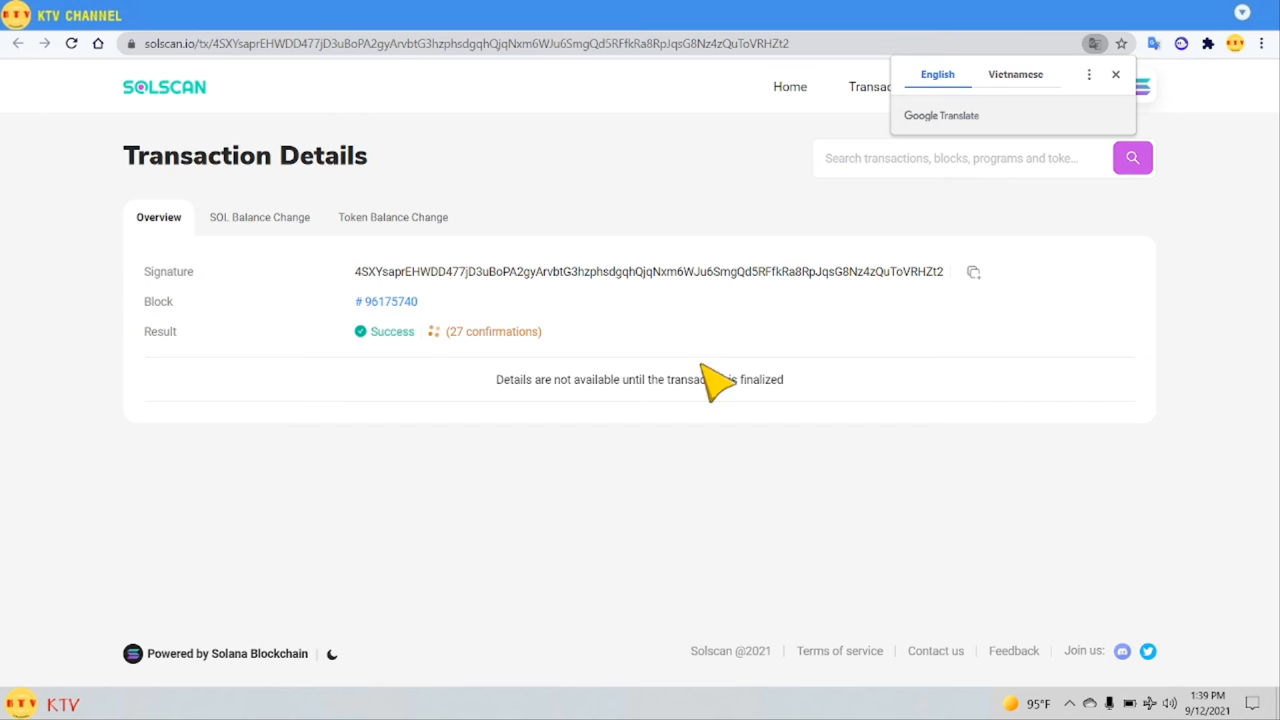 KTV CHANNEL
solscan.io/tx/4SXYsaprEHWDD477jD3uBoPA2gyArvbtG3hzphsdgqhQjqNxm6WJu6SmgQd5RFfkRa8RpJqsG8Nz4zQuToVRHZt2
English Vietnamese
Google Translate
SOLSCAN
Home
Transac
Transaction Details
Search transactions, blocks, programs and toke...
Overview SOL Balance Change Token Balance Change
Signature 4SXYsaprEHWDD477jD3uBoPA2gyArvbtG3hzphsdgqhQjqNxm6WJu6SmgQd5RFfkRa8RpJqsG8Nz4zQuToVRHZt2
Block # 96175740
Result Success (27 confirmations)
Details are not available until the transac s finalized
Powered by Solana Blockchain
Solscan @2021 Terms of service Contact us Feedback Join us:
KTV KTV
95°F
1:39 PM
9/12/2021